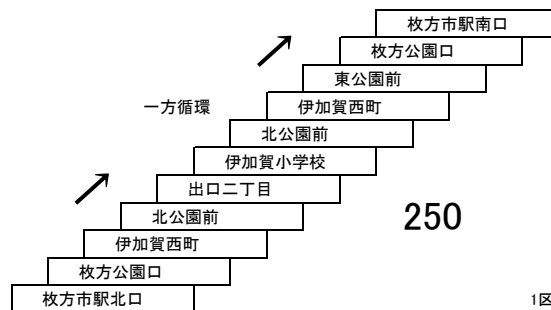 枚方市駅南口
枚方公園口
東公園前
一方循環
伊加賀西町
北公園前
伊加賀小学校
出口二丁目
北公園前
250
伊加賀西町
枚方公園口
枚方市駅北口
1区